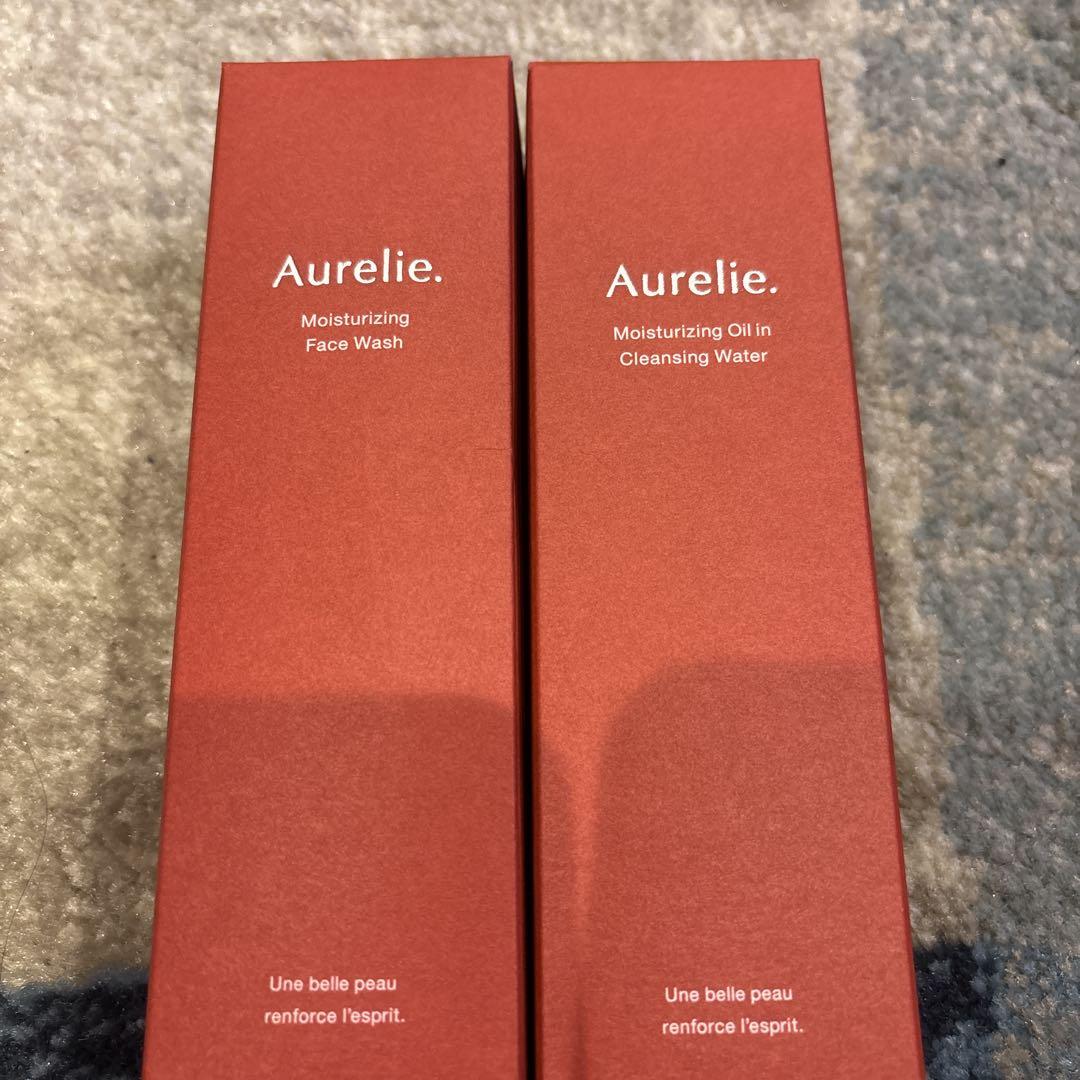 Aurelie.
Moisturizing
Face Wash
Une belle peau
renforce l'esprit.
Aurelie.
Moisturizing Oil in
Cleansing Water
Une belle peau
renforce l'esprit.